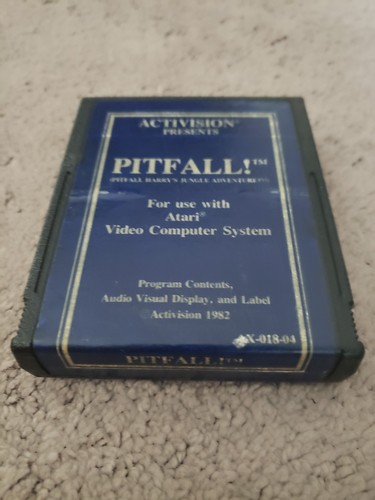 ACTIVISION®
PRESENTS
PITFALL!™
(PITFALL HARRY'S JUNGLE ADVENTURE™)
For use with
Atari®
Video Computer System
Program Contents,
Audio Visual Display, and Label
©Activision 1982
AX-018-04
PITFALL!™